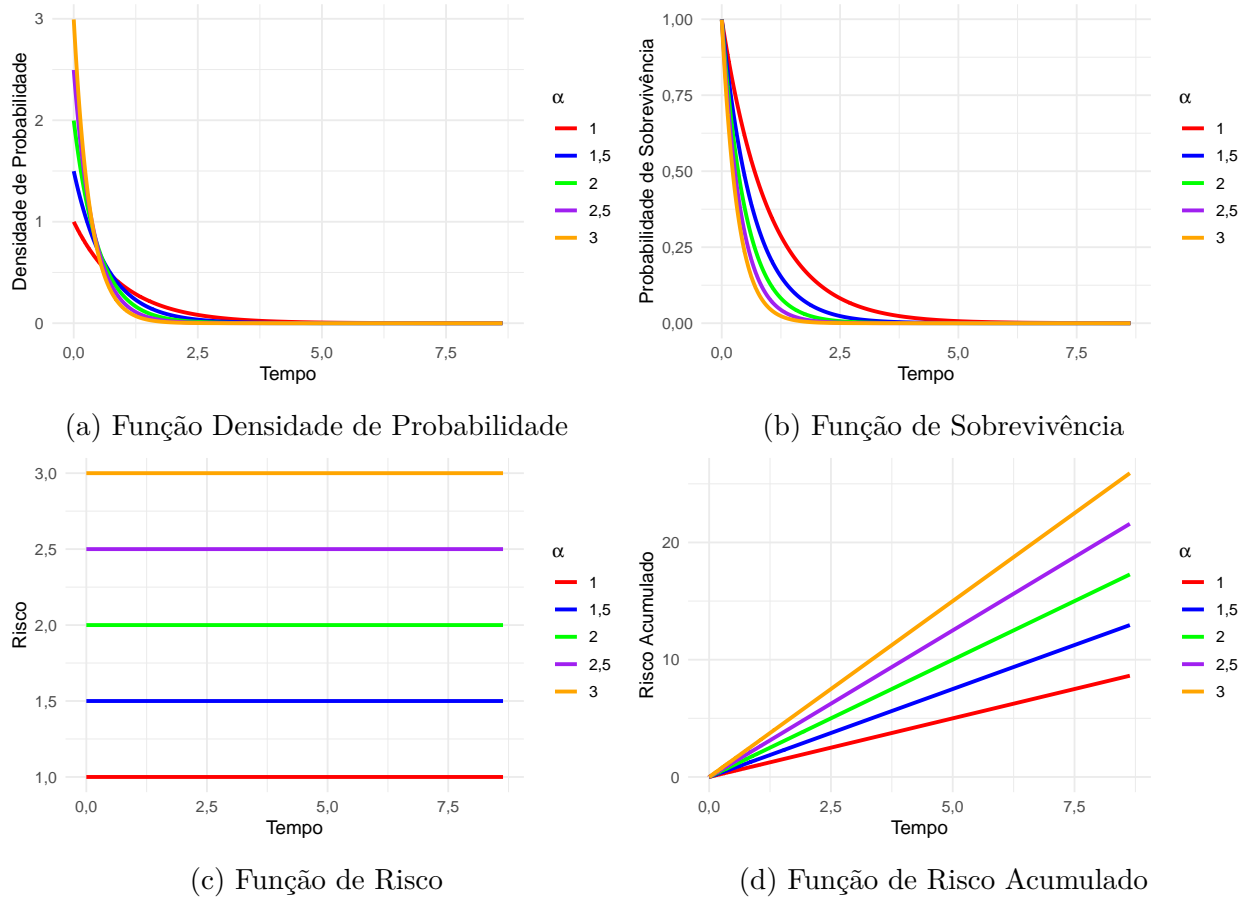 3
2
1
0
Densidade de Probabilidade
0,0 2,5 5,0 7,5
Tempo
α
1
1,5
2
2,5
3
(a) Função Densidade de Probabilidade
1,00
0,75
0,50
0,25
0,00
Probabilidade de Sobrevivência
0,0 2,5 5,0 7,5
Tempo
α
1
1,5
2
2,5
3
(b) Função de Sobrevivência
3,0
2,5
2,0
1,5
1,0
Risco
0,0 2,5 5,0 7,5
Tempo
α
1
1,5
2
2,5
3
(c) Função de Risco
20
10
0
Risco Acumulado
0,0 2,5 5,0 7,5
Tempo
α
1
1,5
2
2,5
3
(d) Função de Risco Acumulado